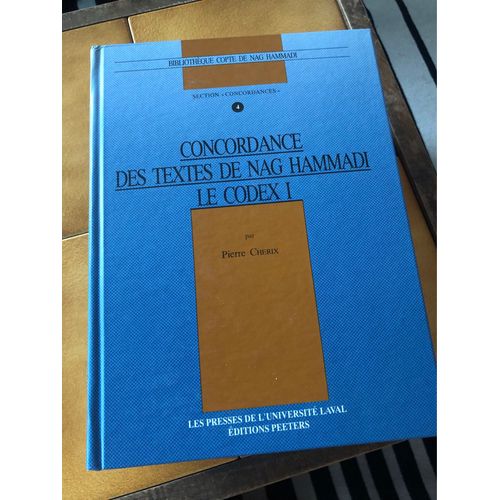 BIBLIOTHÈQUE COPTE DE NAG HAMMADI
SECTION «CONCORDANCES»
4
CONCORDANCE
DES TEXTES DE NAG HAMMADI
LE CODEX I
par
Pierre CHERIX
LES PRESSES DE L'UNIVERSITÉ LAVAL
ÉDITIONS PEETERS